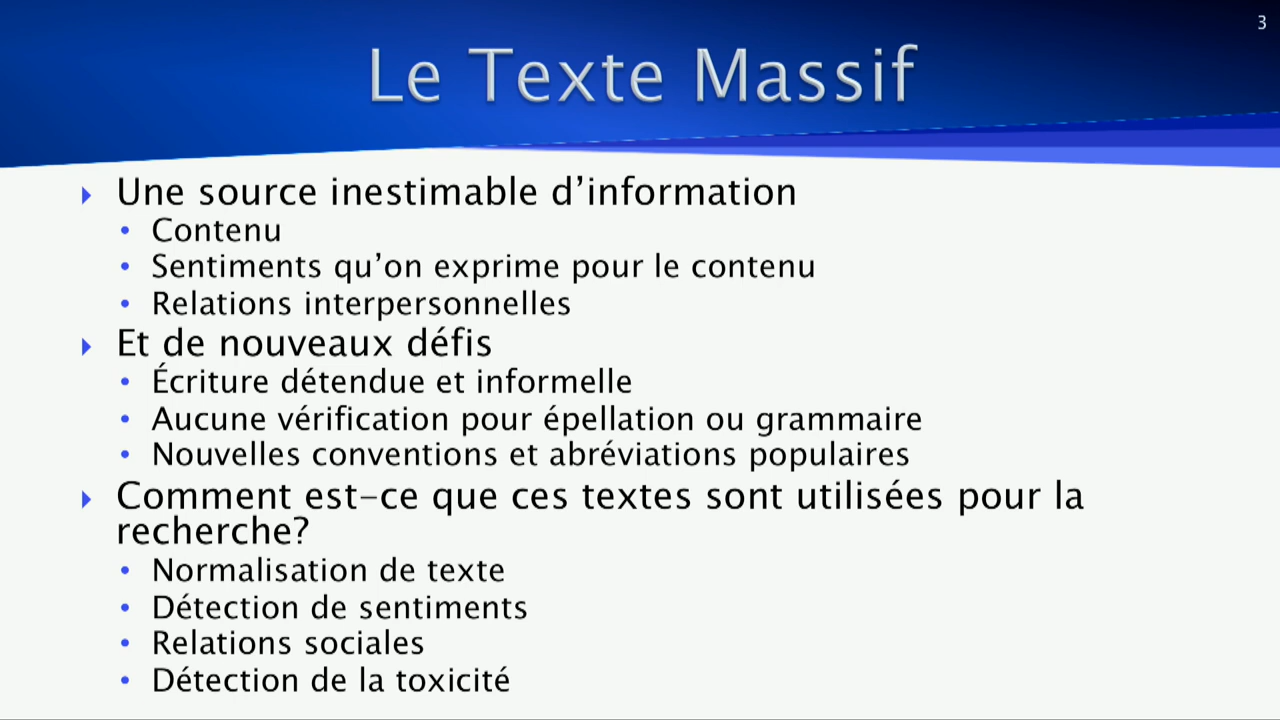 3
Le Texte Massif
Une source inestimable d’information
Contenu
Sentiments qu’on exprime pour le contenu
Relations interpersonnelles
Et de nouveaux défis
Écriture détendue et informelle
Aucune vérification pour épellation ou grammaire
Nouvelles conventions et abréviations populaires
Comment est-ce que ces textes sont utilisées pour la
recherche?
Normalisation de texte
Détection de sentiments
Relations sociales
Détection de la toxicité